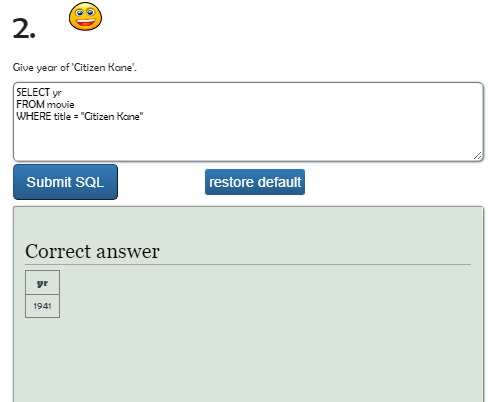 2.
Give year of 'Citizen Kane'.
SELECT yr
FROM movie
WHERE title = "Citizen Kane"
Submit SQL restore default
Correct answer
yr
1941